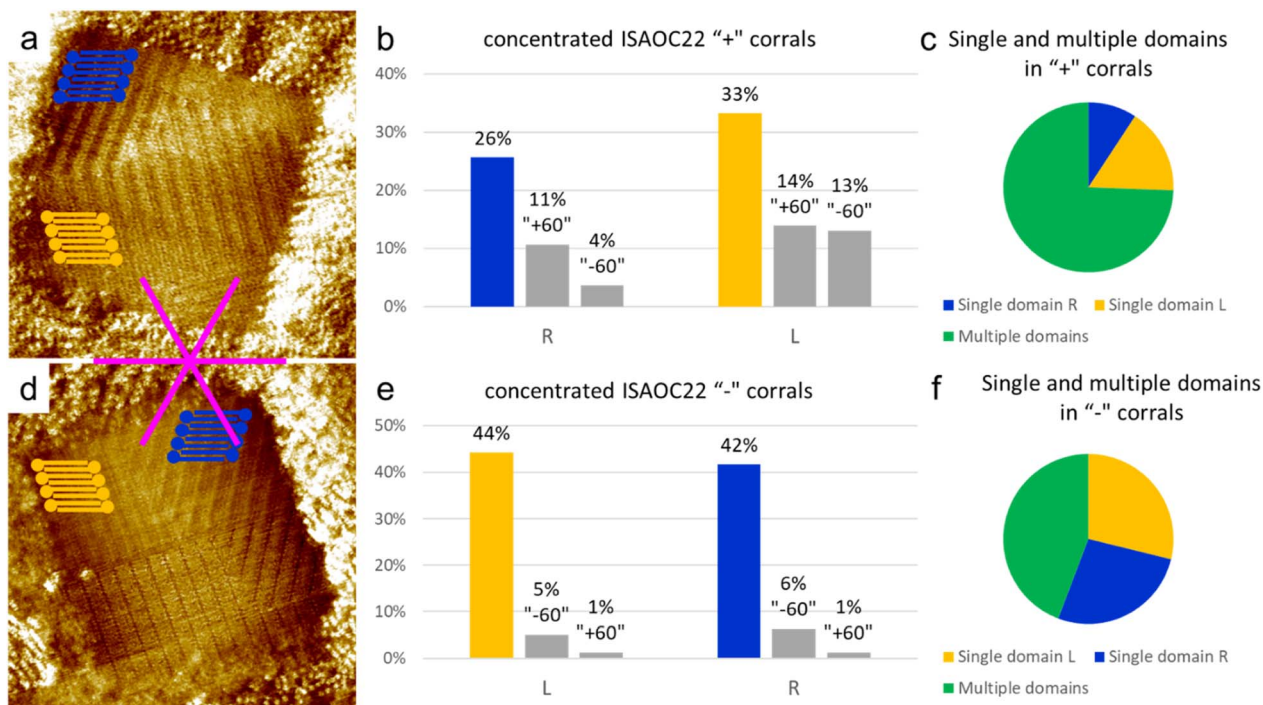 a
b
concentrated ISAOC22 “+" corrals
40%
30%
20%
10%
0%
26%
11%
"+60"
4%
"-60"
33%
14%
"+60"
13%
"-60"
R
L
c
Single and multiple domains
in “+" corrals
Single domain R
Single domain L
Multiple domains
d
e
concentrated ISAOC22 “-" corrals
50%
40%
30%
20%
10%
0%
44%
5%
"-60"
1%
"+60"
42%
6%
"-60"
1%
"+60"
L
R
f
Single and multiple domains
in “-" corrals
Single domain L
Single domain R
Multiple domains